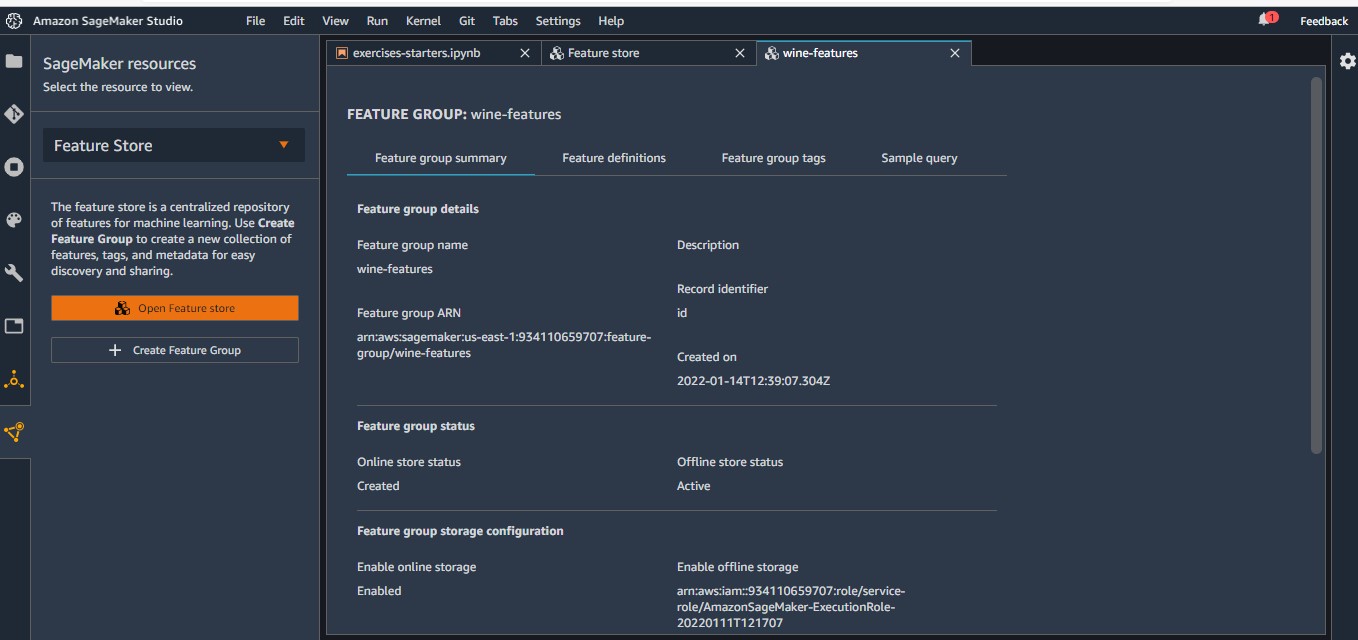 Amazon SageMaker Studio File Edit View Run Kernel Git Tabs Settings Help 1 Feedback
SageMaker resources
Select the resource to view.
Feature Store
The feature store is a centralized repository
of features for machine learning. Use Create
Feature Group to create a new collection of
features, tags, and metadata for easy
discovery and sharing.
Open Feature store
Create Feature Group
exercises-starters.ipynb Feature store wine-features
FEATURE GROUP: wine-features
Feature group summary Feature definitions Feature group tags Sample query
Feature group details
Feature group name
wine-features
Feature group ARN
arn:aws:sagemaker:us-east-1:934110659707:feature-
group/wine-features
Description
Record identifier
id
Created on
2022-01-14T12:39:07.304Z
Feature group status
Online store status
Created
Offline store status
Active
Feature group storage configuration
Enable online storage
Enabled
Enable offline storage
arn:aws:iam::934110659707:role/service-
role/AmazonSageMaker-ExecutionRole-
20220111T121707